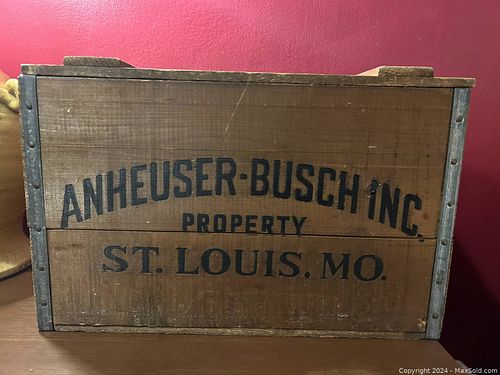 ANHEUSER-BUSCH INC.
PROPERTY
ST. LOUIS, MO.
Copyright 2024 - MaxSold.com